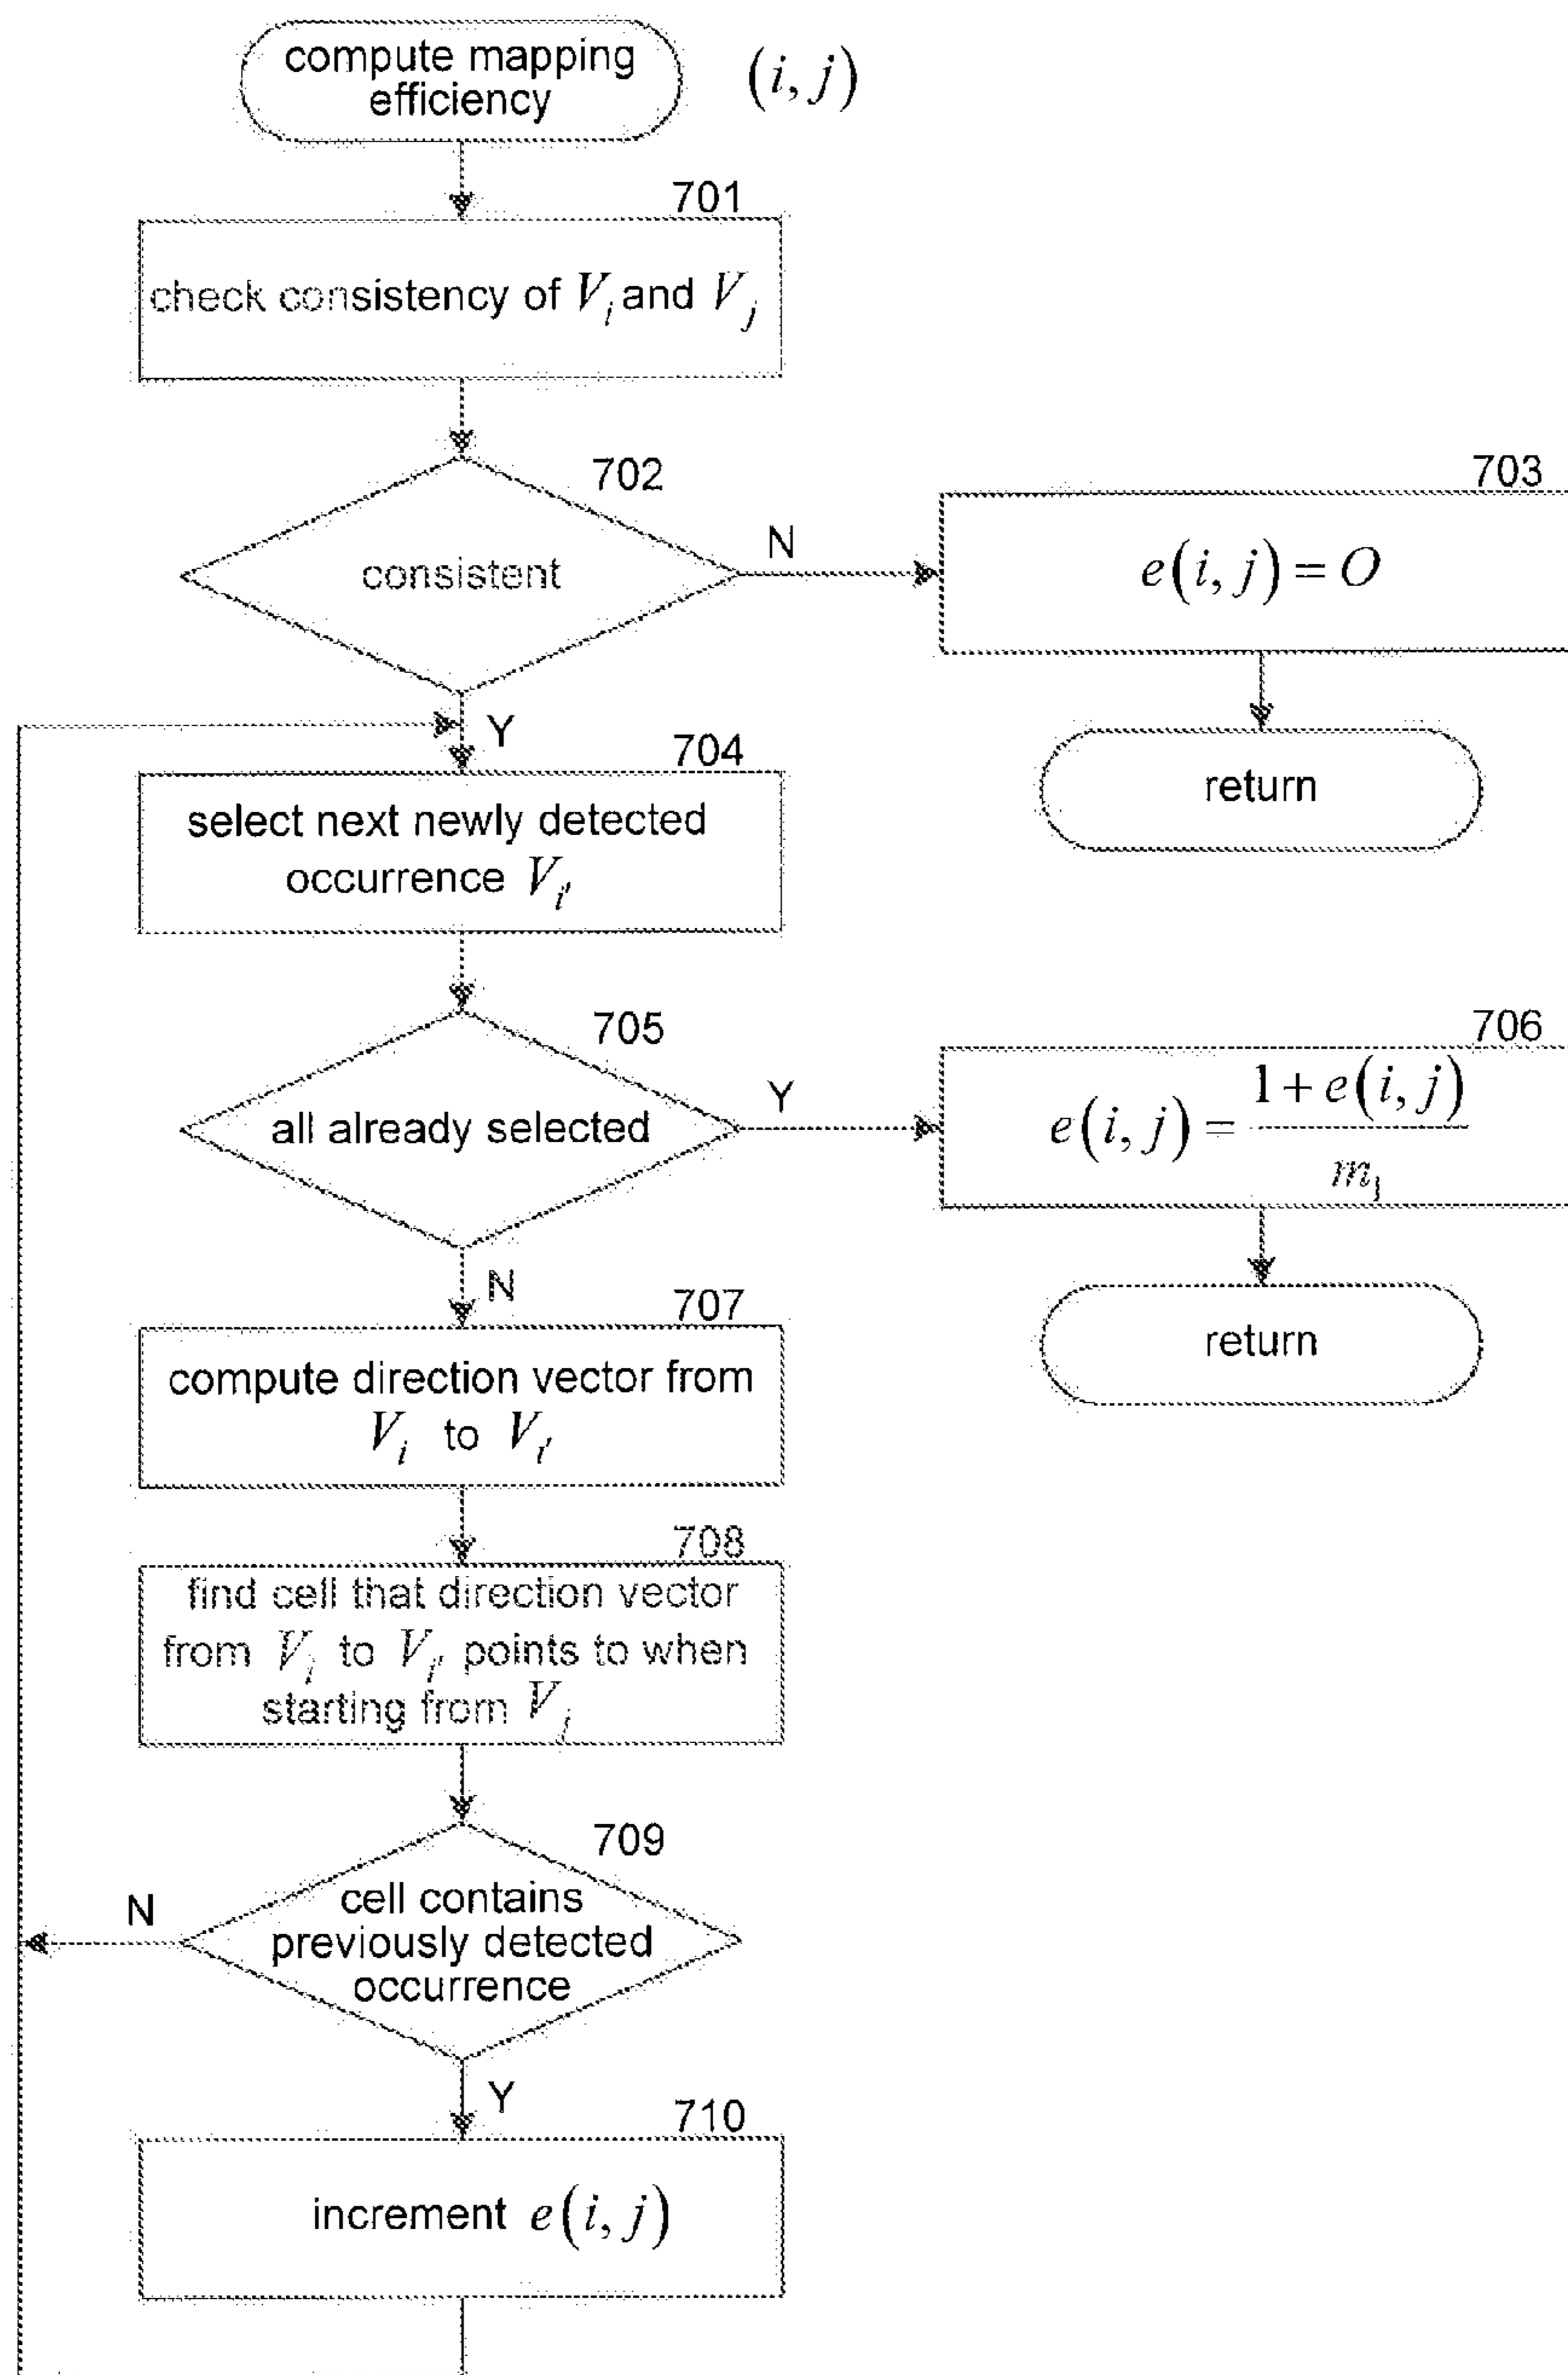 compute mapping
efficiency
(i, j)
701
check consistency of V_i and V_j
702
consistent
N
703
e(i, j) = O
return
Y
704
select next newly detected
occurrence V_i'
705
all already selected
Y
706
e(i, j) = 1 + e(i, j) / m_1
return
N
707
compute direction vector from
V_i to V_i'
708
find cell that direction vector
from V_i to V_i' points to when
starting from V_j
709
cell contains
previously detected
occurrence
N
Y
710
increment e(i, j)